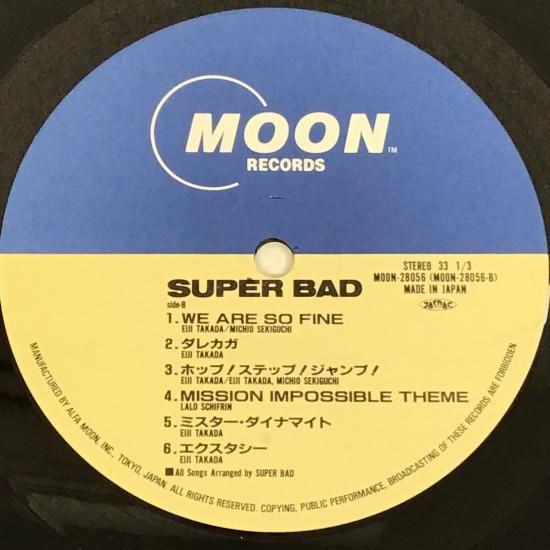 MOON TM
RECORDS
STEREO 33 1/3
MOON-28056 (MOON-28056-B)
MADE IN JAPAN
JASRAC
SUPER BAD
side-B
1. WE ARE SO FINE
EIJI TAKADA/MICHIO SEKIGUCHI
2. ダレカガ
EIJI TAKADA
3. ホップ!ステップ!ジャンプ!
EIJI TAKADA/EIJI TAKADA, MICHIO SEKIGUCHI
4. MISSION IMPOSSIBLE THEME
LALO SCHIFRIN
5. ミスター・ダイナマイト
EIJI TAKADA
6. エクスタシー
EIJI TAKADA
■All Songs Arranged by SUPER BAD
MANUFACTURED BY ALFA MOON, INC., TOKYO, JAPAN. ALL RIGHTS RESERVED. COPYING, PUBLIC PERFORMANCE, BROADCASTING OF THESE RECORDS ARE FORBIDDEN.